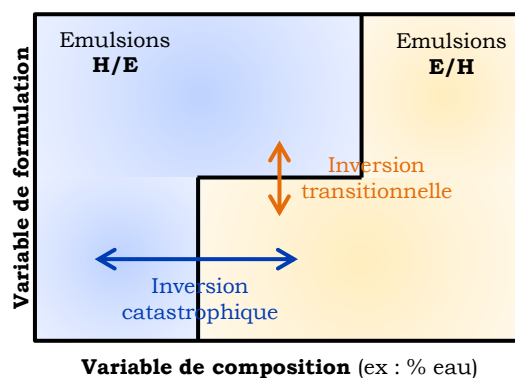 Emulsions
H/E
Emulsions
E/H
Variable de formulation
Inversion
transitionnelle
Inversion
catastrophique
Variable de composition (ex : % eau)